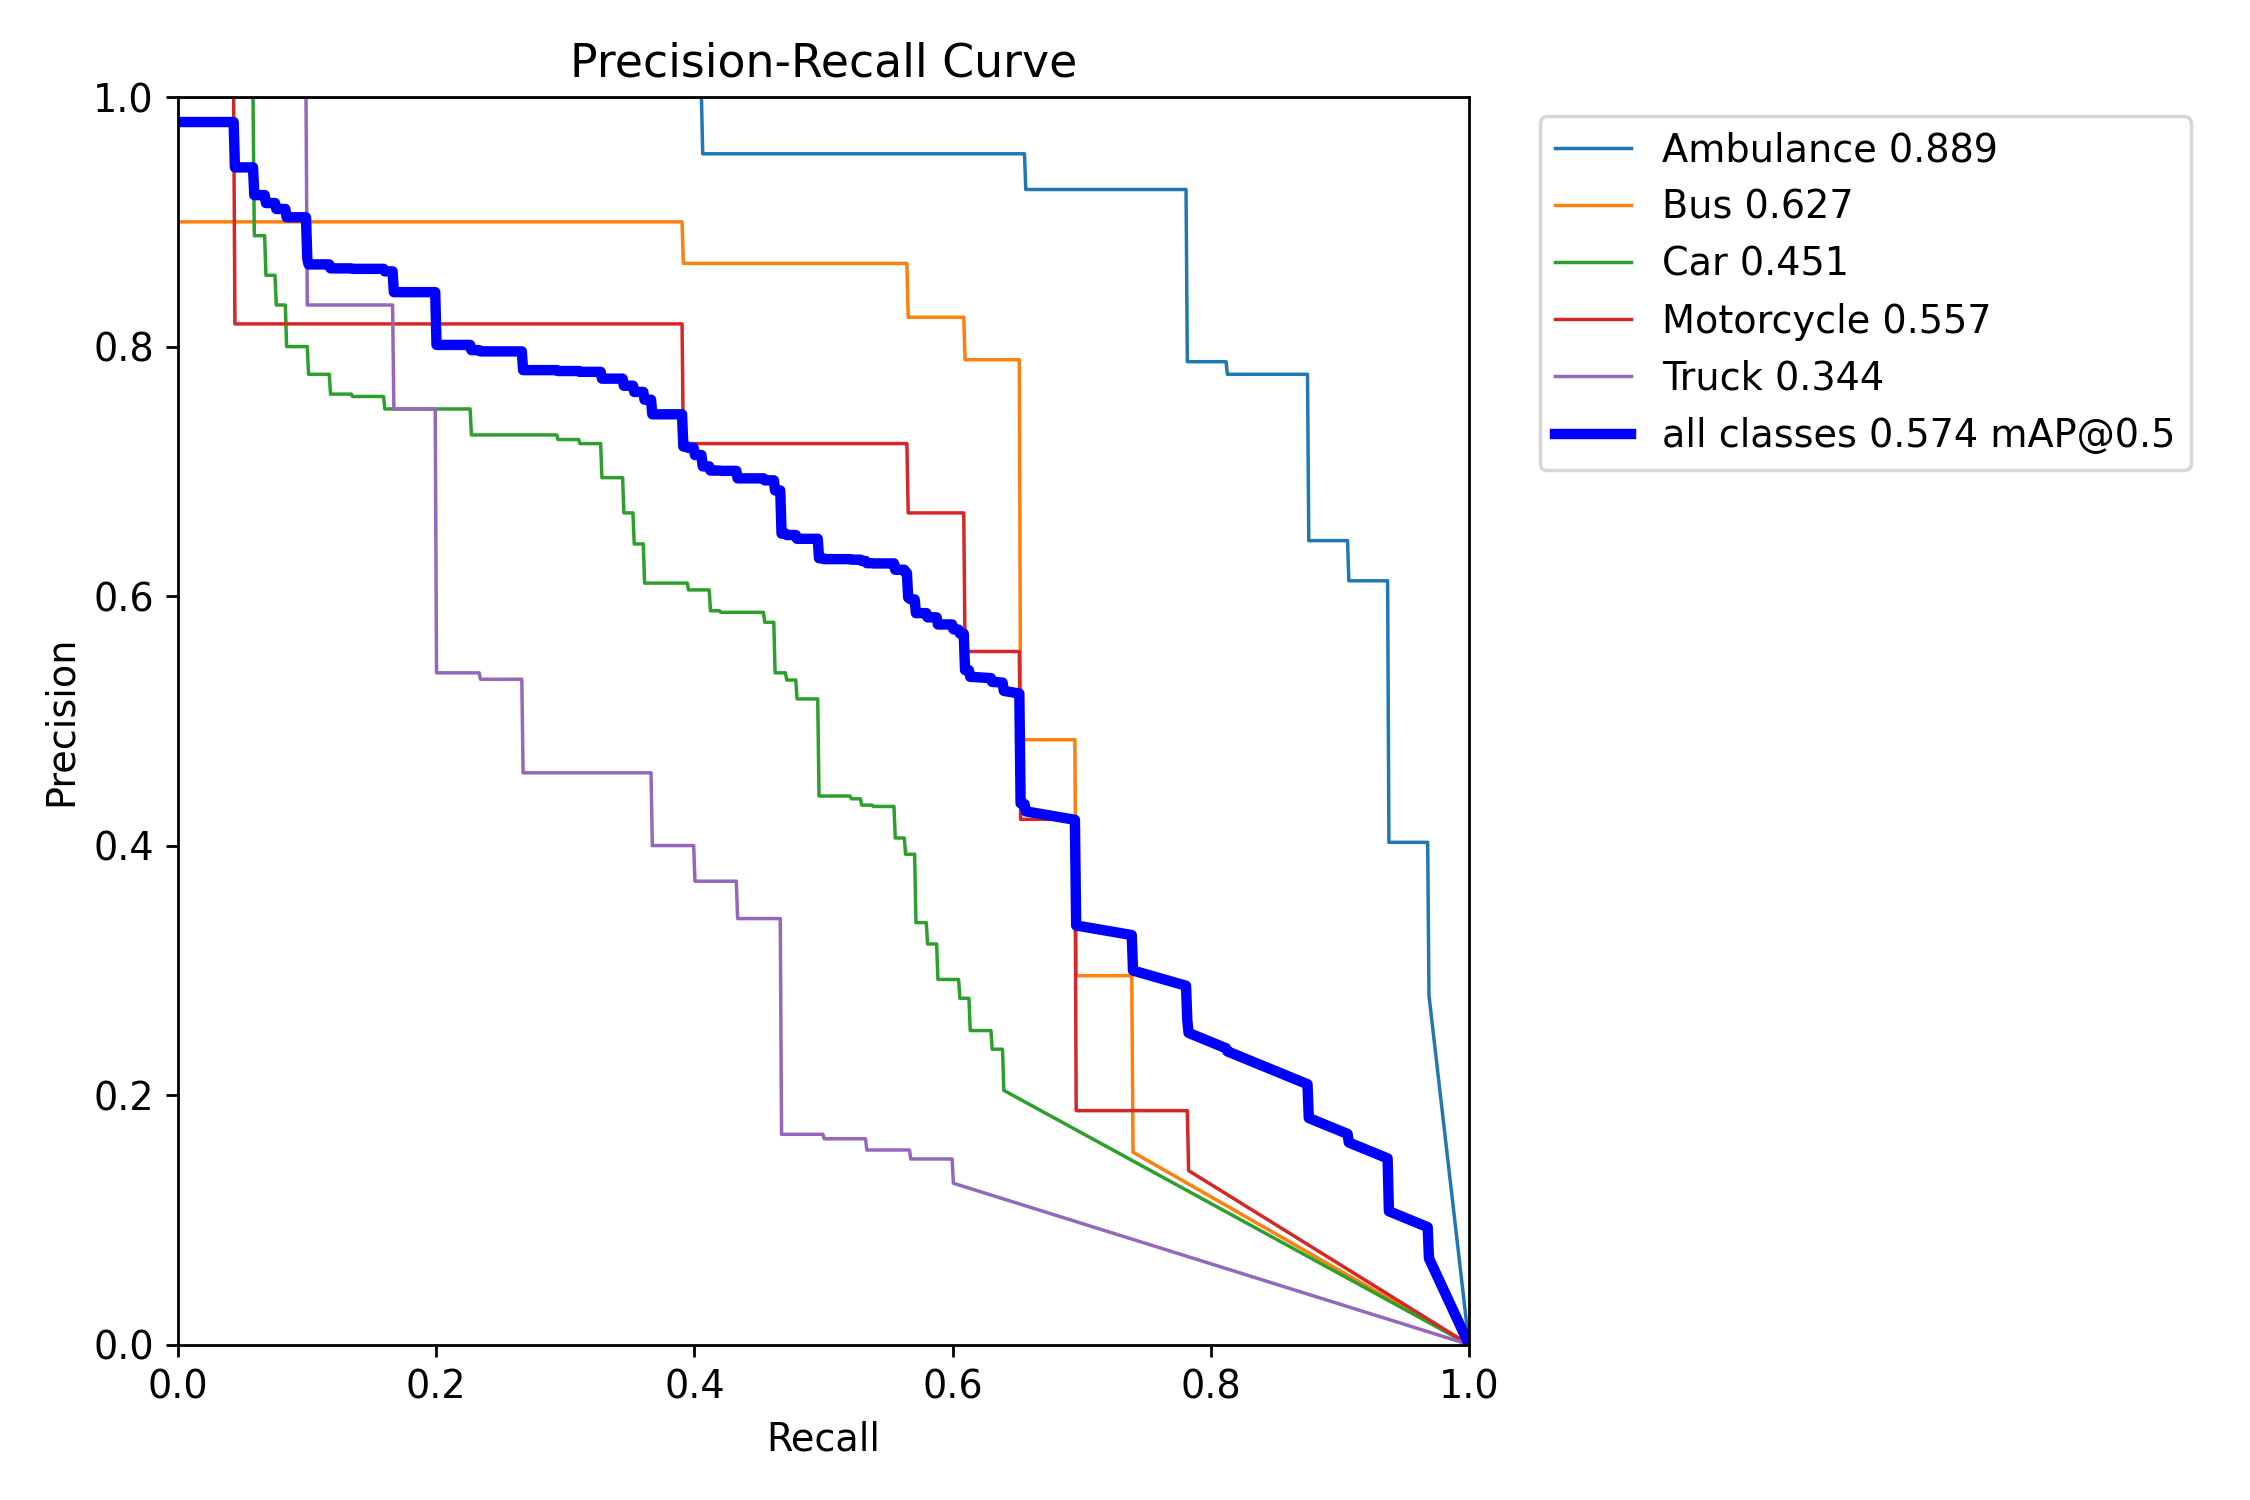 Precision-Recall Curve
1.0
0.8
0.6
0.4
0.2
0.0
Precision
0.0 0.2 0.4 0.6 0.8 1.0
Recall
Ambulance 0.889
Bus 0.627
Car 0.451
Motorcycle 0.557
Truck 0.344
all classes 0.574 mAP@0.5